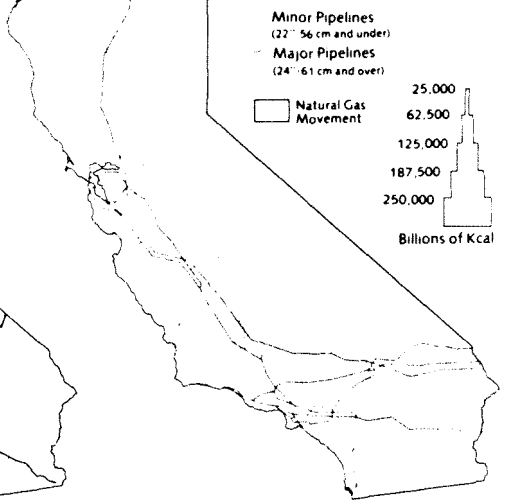 Minor Pipelines
(22" 56 cm and under)
Major Pipelines
(24" 61 cm and over)
Natural Gas
Movement
25,000
62,500
125,000
187,500
250,000
Billions of Kcal